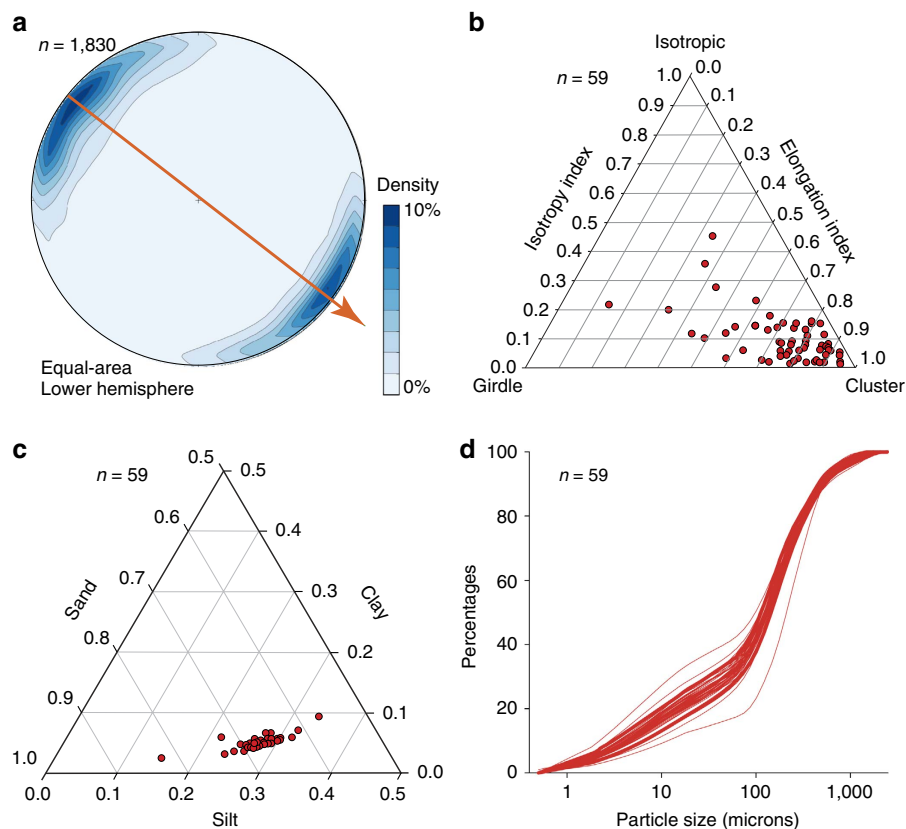 a
n = 1,830
Density
10%
0%
Equal-area
Lower hemisphere
b
n = 59
Isotropic
1.0
0.9
0.8
0.7
0.6
0.5
0.4
0.3
0.2
0.1
0.0
Isotropy index
0.0
0.1
0.2
0.3
0.4
0.5
0.6
0.7
0.8
0.9
1.0
Elongation index
Girdle
Cluster
c
n = 59
0.5
0.6
0.7
0.8
0.9
1.0
Sand
0.5
0.4
0.3
0.2
0.1
0.0
Clay
0.0
0.1
0.2
0.3
0.4
0.5
Silt
d
n = 59
100
80
60
40
20
0
Percentages
1
10
100
1,000
Particle size (microns)